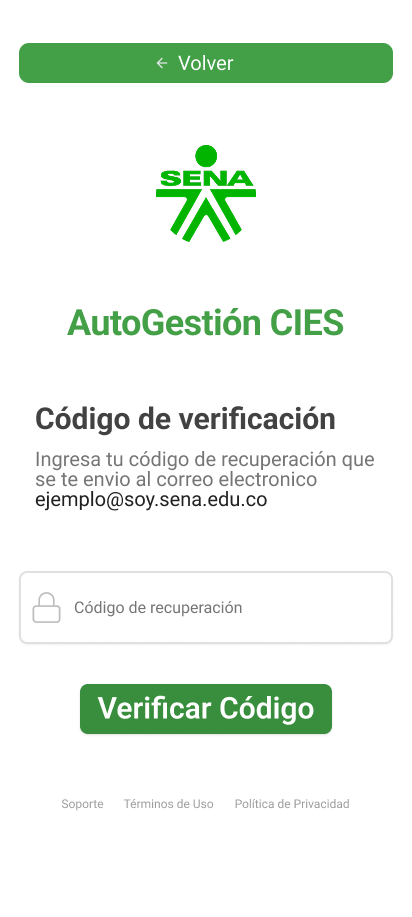 Volver
SENA
AutoGestión CIES
Código de verificación
Ingresa tu código de recuperación que
se te envio al correo electronico
ejemplo@soy.sena.edu.co
Código de recuperación
Verificar Código
Soporte Términos de Uso Política de Privacidad